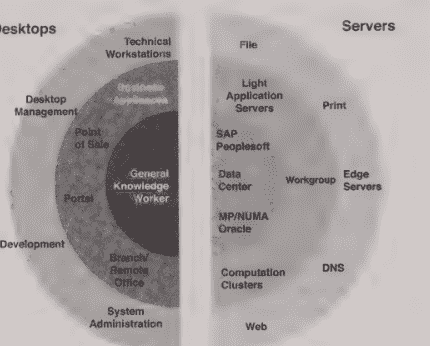 Desktops
Technical
Workstations
Desktop
Management
Point
of Sale
General
Knowledge
Worker
Portal
Development
Branch/
Remote
Office
System
Administration
Servers
File
Light
Application
Servers
Print
SAP
Peoplesoft
Data
Center
Workgroup
Edge
Servers
MP/NUMA
Oracle
Computation
Clusters
DNS
Web